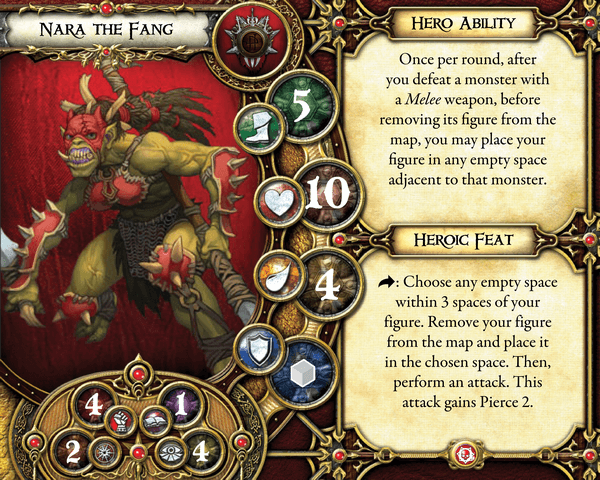 Nara the Fang
5
10
4
4
1
2
4
Hero Ability
Once per round, after
you defeat a monster with
a Melee weapon, before
removing its figure from the
map, you may place your
figure in any empty space
adjacent to that monster.
Heroic Feat
: Choose any empty space
within 3 spaces of your
figure. Remove your figure
from the map and place it
in the chosen space. Then,
perform an attack. This
attack gains Pierce 2.